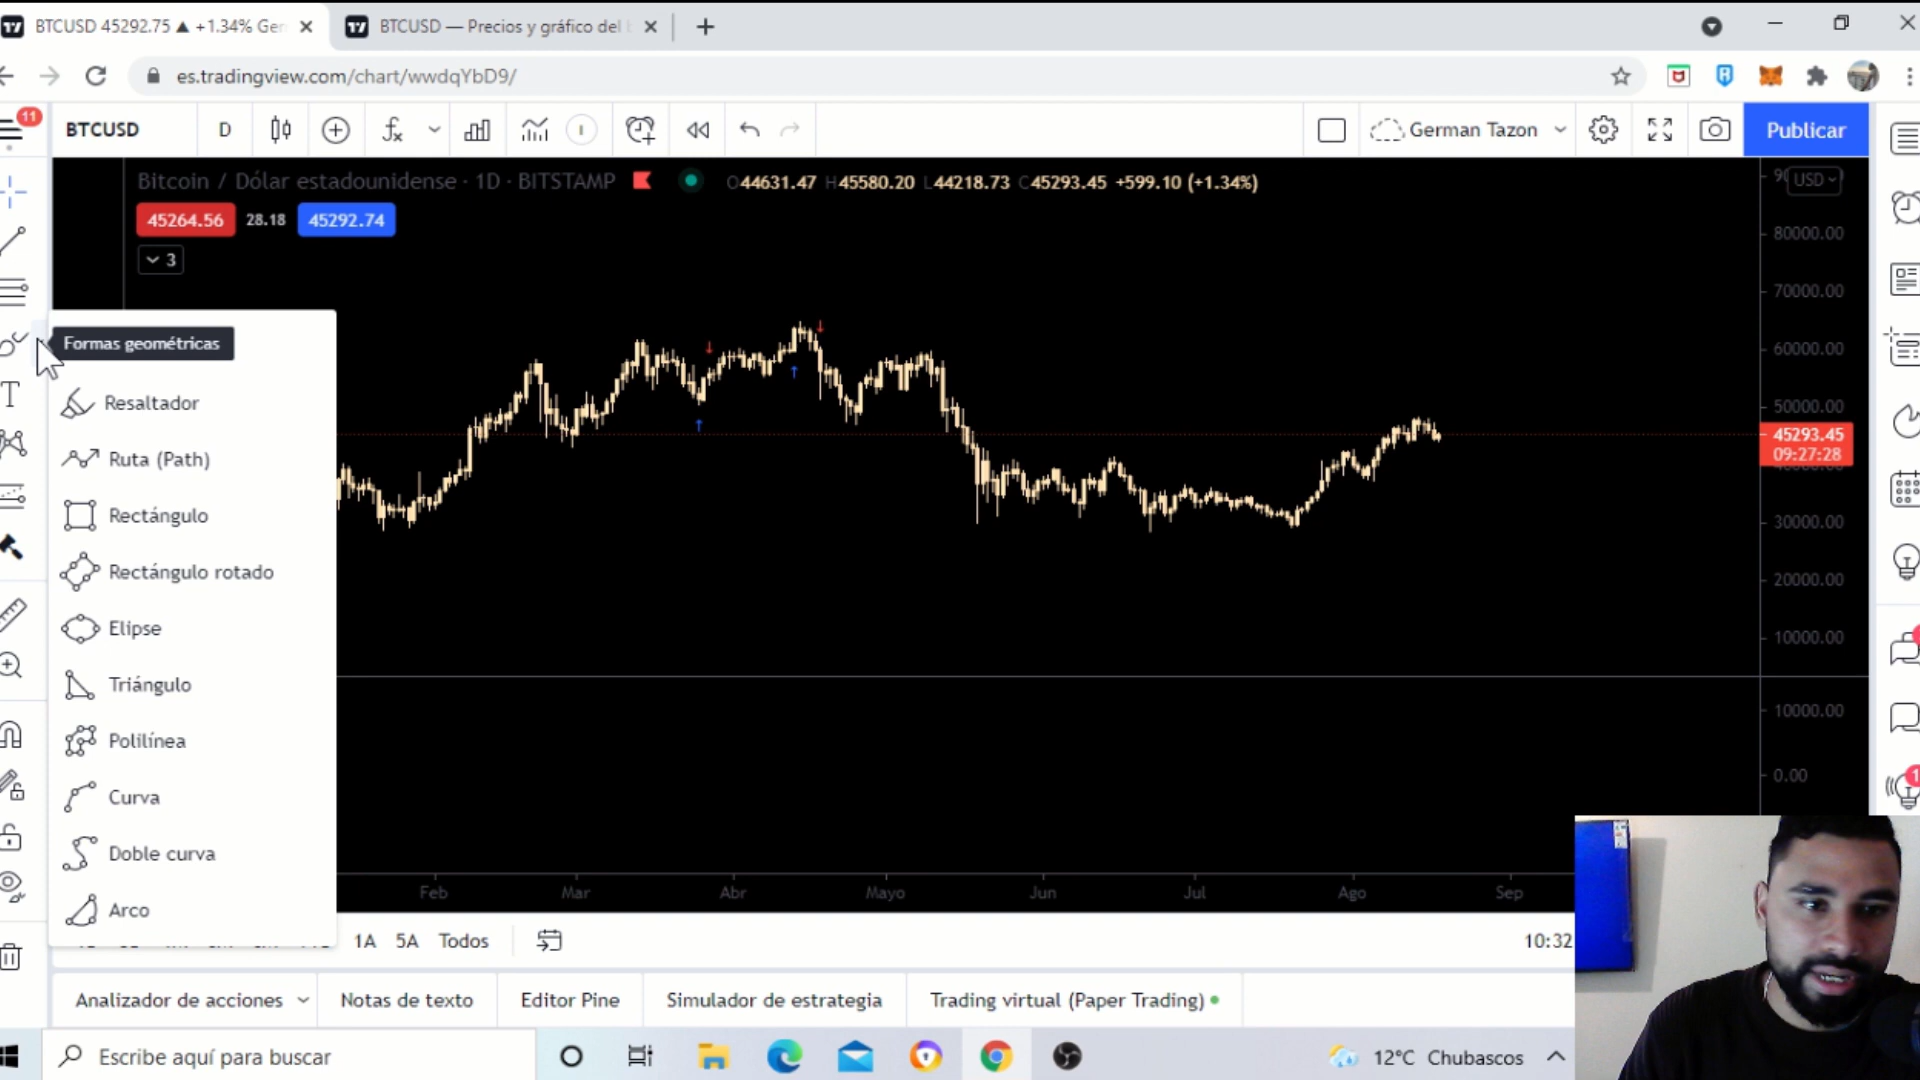 BTCUSD 45292.75 ▲ +1.34% Ger
BTCUSD — Precios y gráfico del
es.tradingview.com/chart/wwdqYbD9/
11
BTCUSD
D
German Tazon
Publicar
Bitcoin / Dólar estadounidense · 1D · BITSTAMP
O44631.47 H45580.20 L44218.73 C45293.45 +599.10 (+1.34%)
USD
45264.56 28.18 45292.74
3
80000.00
70000.00
60000.00
50000.00
45293.45
09:27:28
30000.00
20000.00
10000.00
10000.00
0.00
Formas geométricas
T
Resaltador
Ruta (Path)
Rectángulo
Rectángulo rotado
Elipse
Triángulo
Polilínea
Curva
Doble curva
Arco
Feb Mar Abr Mayo Jun Jul Ago Sep
1A 5A Todos
10:32
Analizador de acciones
Notas de texto
Editor Pine
Simulador de estrategia
Trading virtual (Paper Trading)
Escribe aquí para buscar
12°C Chubascos